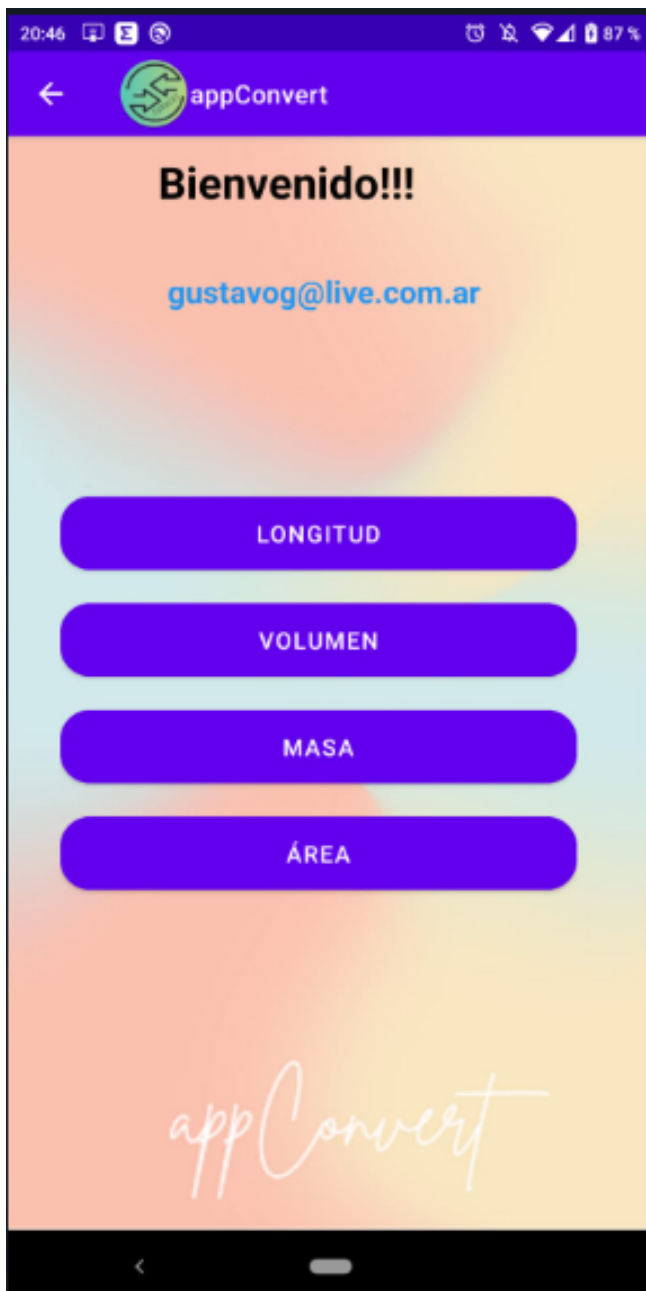 20:46 87 %
appConvert
Bienvenido!!!
gustavog@live.com.ar
LONGITUD
VOLUMEN
MASA
ÁREA
appConvert